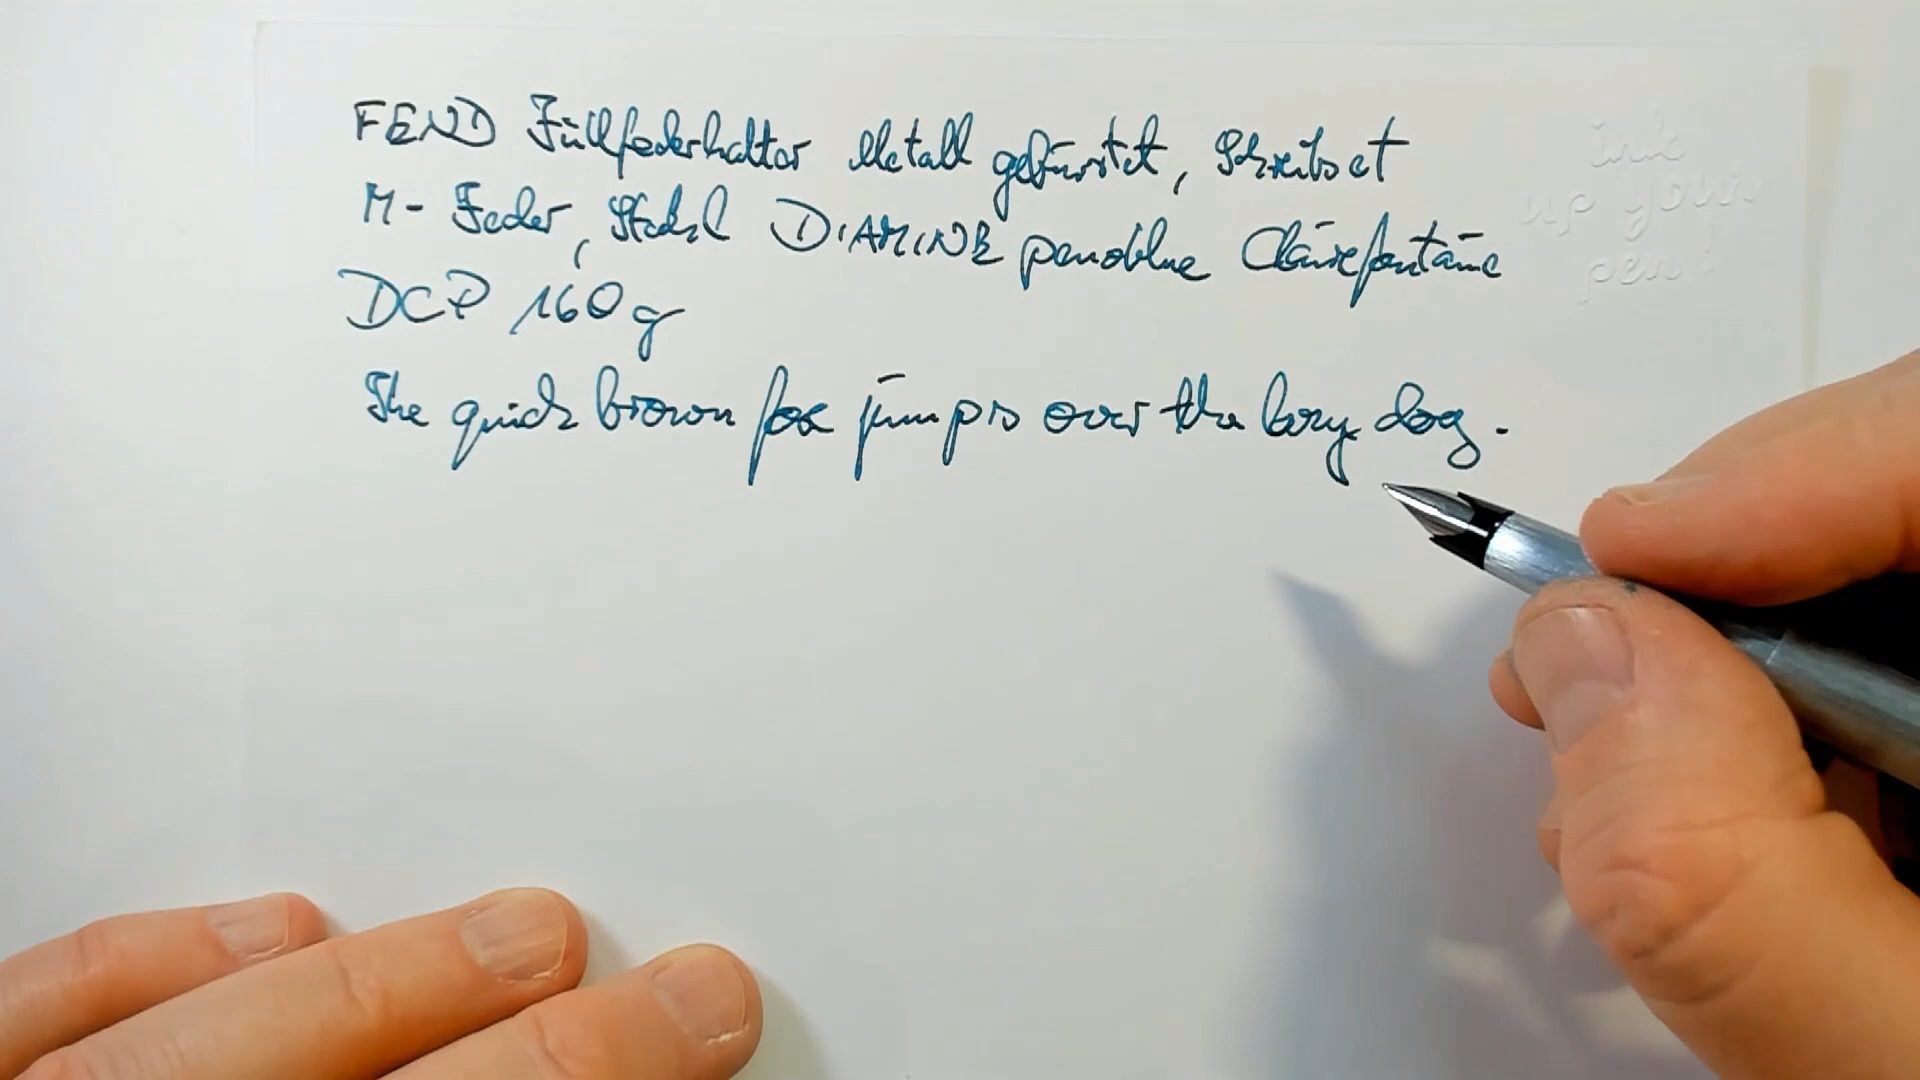 FEND Füllfederhalter Metall gebürstet, Schreibset
M-Feder, Stahl DIAMINE penoblue Clairefontaine
DCP 160 g
The quick brown fox jumps over the lazy dog.
ink
up your
pen!